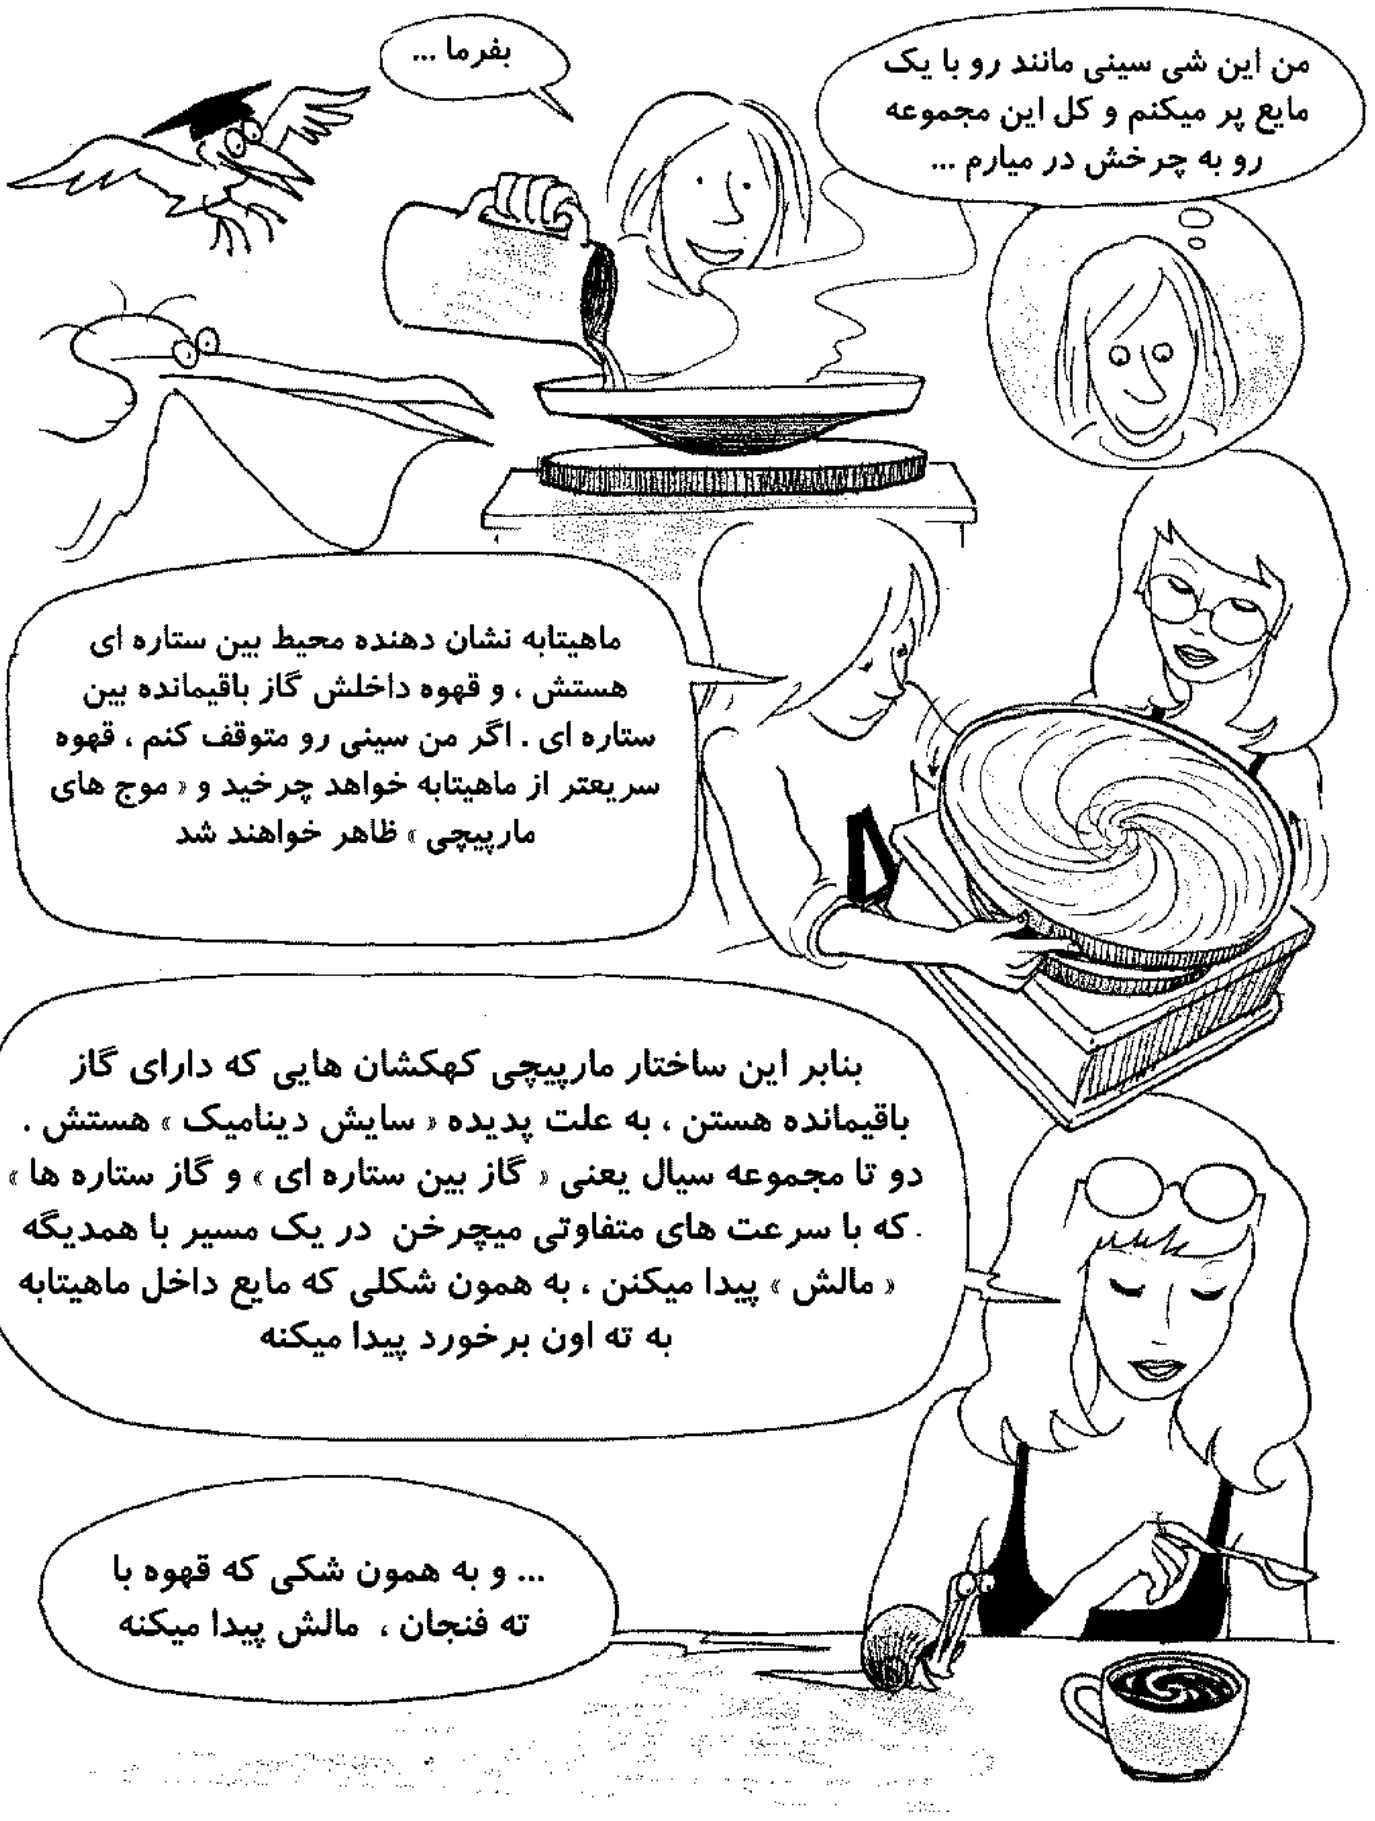 من این شی سینی مانند رو با یک
مایع پر میکنم و کل این مجموعه
رو به چرخش در میارم ...
بفرما ...
ماهیتابه نشان دهنده محیط بین ستاره ای
هستش ، و قهوه داخلش گاز باقیمانده بین
ستاره ای . اگر من سینی رو متوقف کنم ، قهوه
سریعتر از ماهیتابه خواهد چرخید و « موج های
مارپیچی » ظاهر خواهند شد
بنابر این ساختار مارپیچی کهکشان هایی که دارای گاز
باقیمانده هستن ، به علت پدیده « سایش دینامیک » هستش .
دو تا مجموعه سیال یعنی « گاز بین ستاره ای » و گاز ستاره ها »
که با سرعت های متفاوتی میچرخن در یک مسیر با همدیگه .
« مالش » پیدا میکنن ، به همون شکلی که مایع داخل ماهیتابه
به ته اون برخورد پیدا میکنه
... و به همون شکی که قهوه با
ته فنجان ، مالش پیدا میکنه